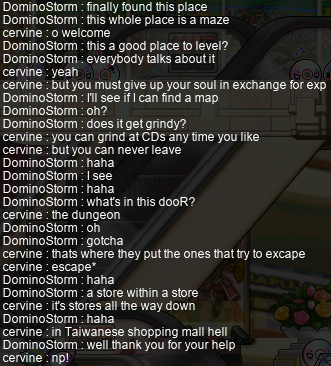 DominoStorm : finally found this place
DominoStorm : this whole place is a maze
cervine : o welcome
DominoStorm : this a good place to level?
DominoStorm : everybody talks about it
cervine : yeah
cervine : but you must give up your soul in exchange for exp
DominoStorm : I'll see if I can find a map
DominoStorm : oh?
DominoStorm : does it get grindy?
cervine : you can grind at CDs any time you like
cervine : but you can never leave
DominoStorm : haha
DominoStorm : I see
DominoStorm : haha
DominoStorm : what's in this dooR?
cervine : the dungeon
DominoStorm : oh
DominoStorm : gotcha
cervine : thats where they put the ones that try to excape
cervine : escape*
DominoStorm : haha
DominoStorm : a store within a store
cervine : it's stores all the way down
DominoStorm : haha
cervine : in Taiwanese shopping mall hell
DominoStorm : well thank you for your help
cervine : np!